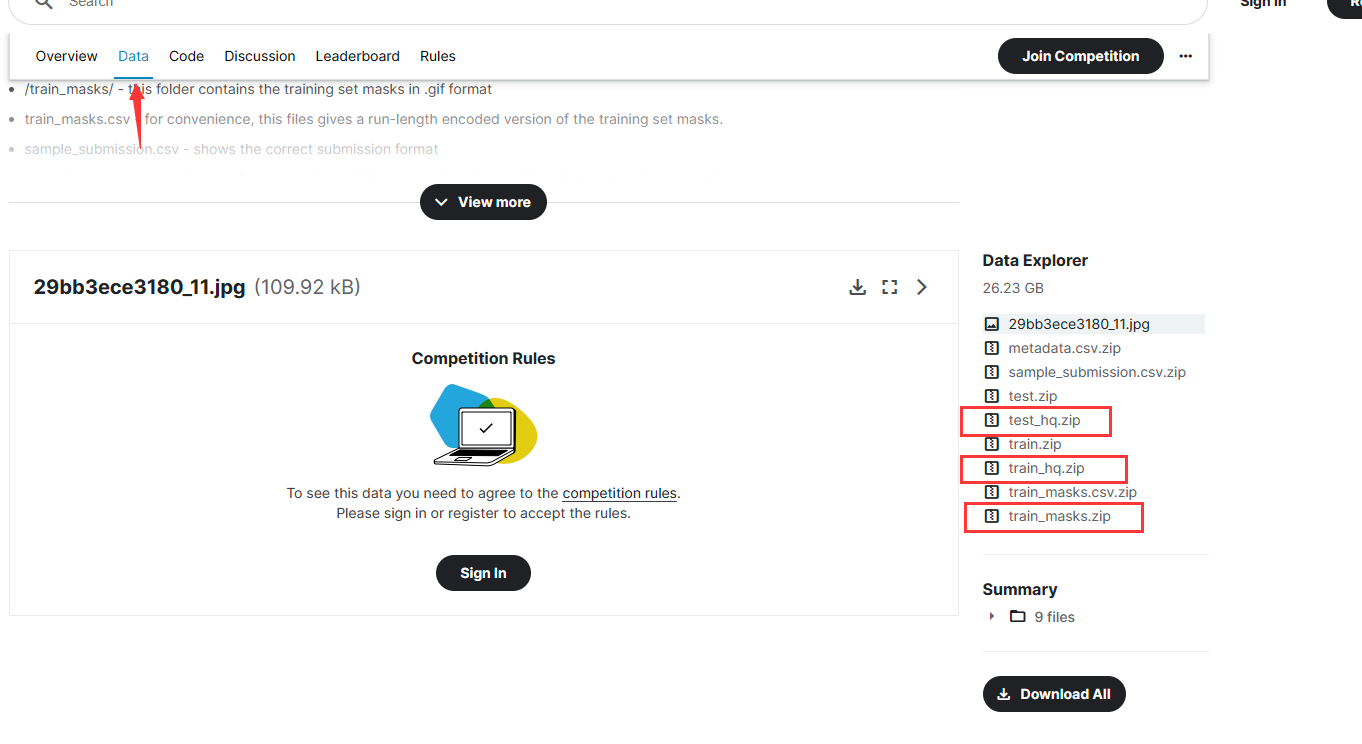 Search
Sign In
Overview Data Code Discussion Leaderboard Rules
Join Competition
/train_masks/ - this folder contains the training set masks in .gif format
train_masks.csv - for convenience, this files gives a run-length encoded version of the training set masks.
sample_submission.csv - shows the correct submission format
View more
29bb3ece3180_11.jpg (109.92 kB)
Competition Rules
To see this data you need to agree to the competition rules.
Please sign in or register to accept the rules.
Sign In
Data Explorer
26.23 GB
29bb3ece3180_11.jpg
metadata.csv.zip
sample_submission.csv.zip
test.zip
test_hq.zip
train.zip
train_hq.zip
train_masks.csv.zip
train_masks.zip
Summary
9 files
Download All